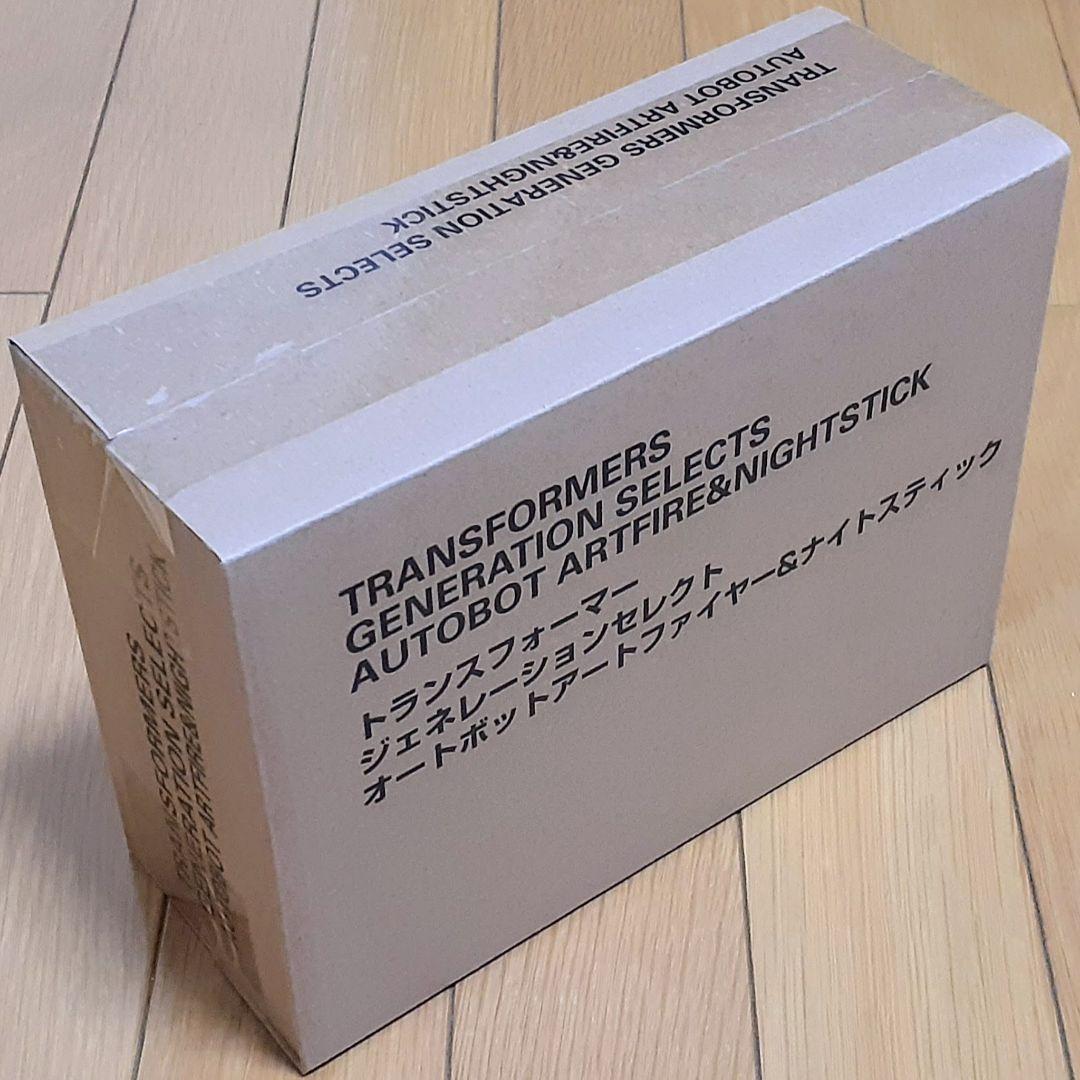 TRANSFORMERS GENERATION SELECTS
AUTOBOT ARTFIRE&NIGHTSTICK
TRANSFORMERS
GENERATION SELECTS
AUTOBOT ARTFIRE&NIGHTSTICK
トランスフォーマー
ジェネレーションセレクト
オートボットアートファイヤー&ナイトスティック
TRANSFORMERS
GENERATION SELECTS
AUTOBOT ARTFIRE&NIGHTSTICK